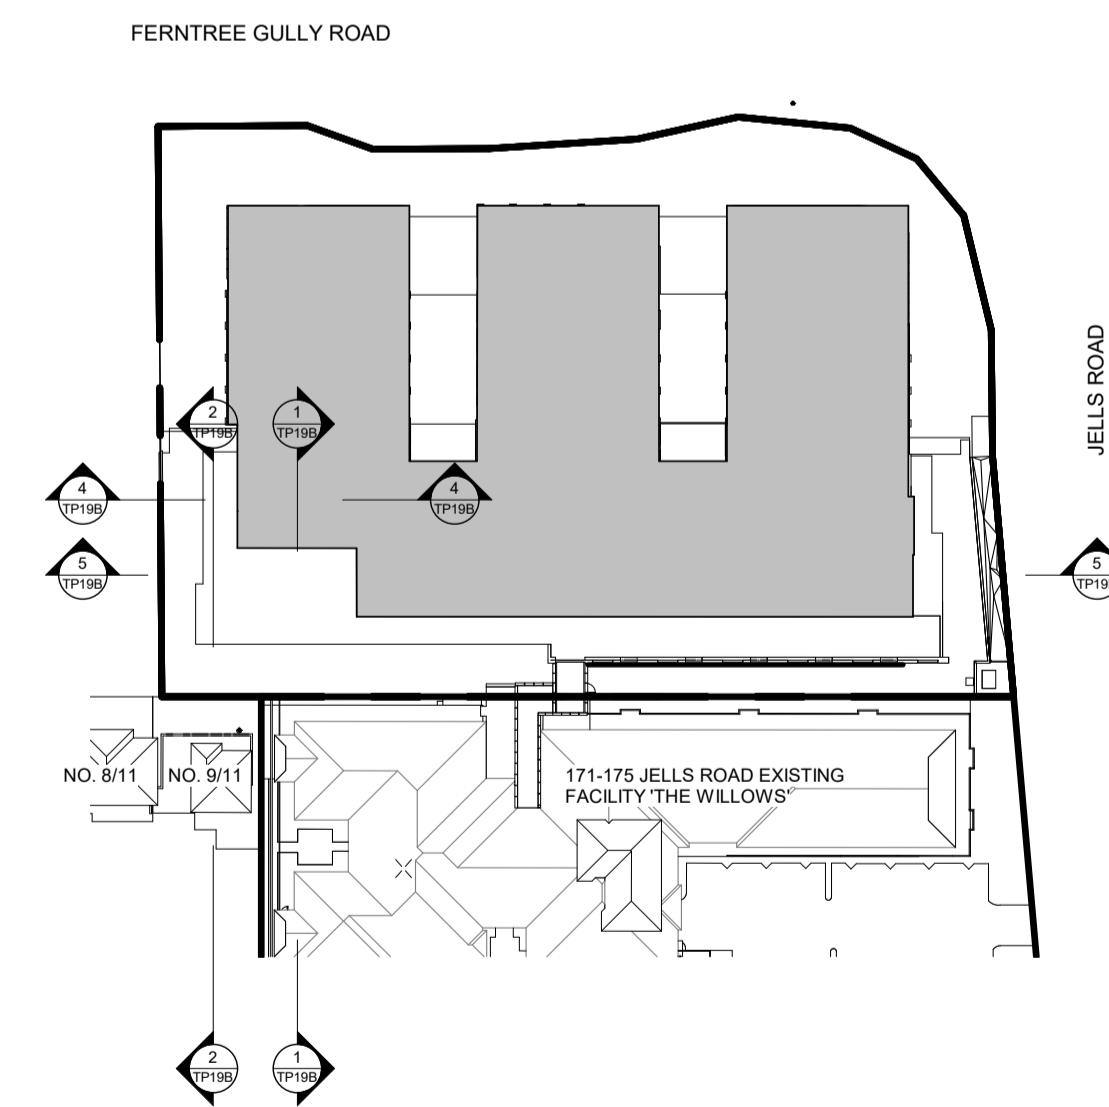 FERNTREE GULLY ROAD
JELLS ROAD
2
TP19B
1
TP19B
4
TP19B
4
TP19B
5
TP19B
5
TP19
NO. 8/11
NO. 9/11
171-175 JELLS ROAD EXISTING
FACILITY 'THE WILLOWS'
2
TP19B
1
TP19B